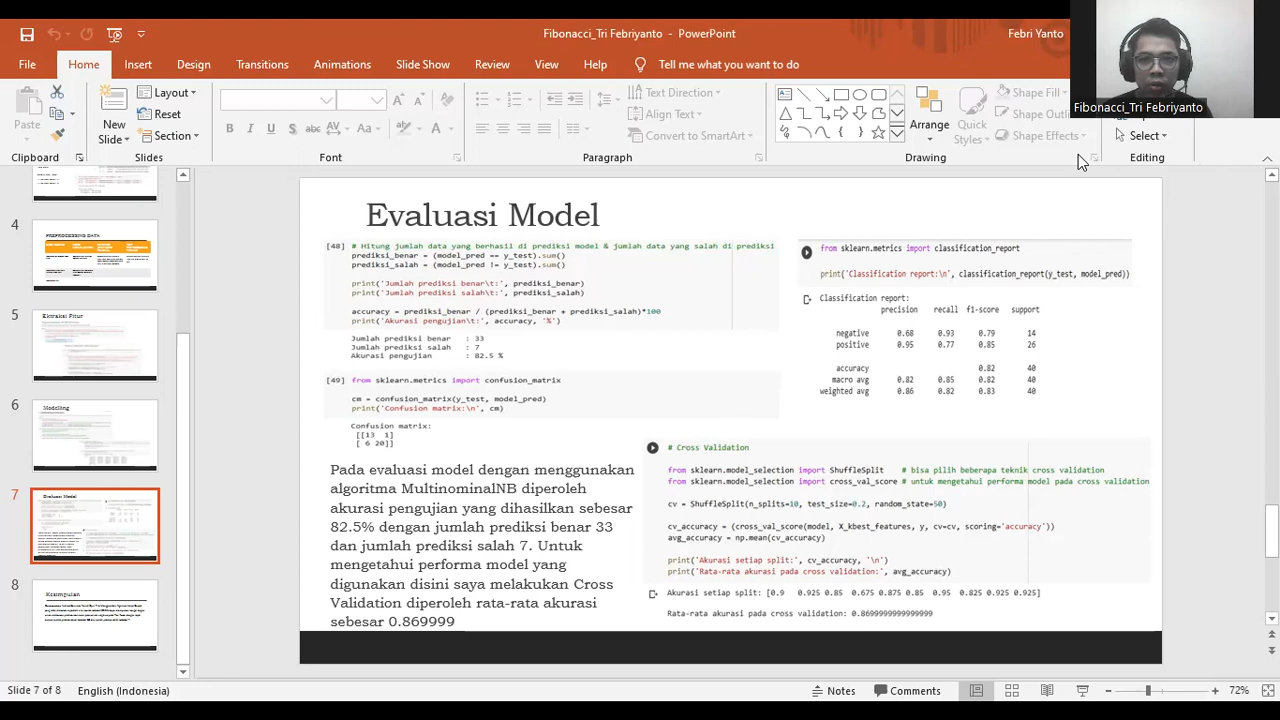 Fibonacci_Tri Febriyanto - PowerPoint
Febri Yanto
Fibonacci_Tri Febriyanto
File Home Insert Design Transitions Animations Slide Show Review View Help Tell me what you want to do
Paste
New
Slide
Layout
Reset
Section
Text Direction
Align Text
Convert to SmartArt
Arrange
Quick
Styles
Shape Fill
Shape Outli
Shape Effects
Select
Clipboard Slides Font Paragraph Drawing Editing
4
PREPROCESSING DATA
5
Ektraksi Fitur
6
Modelling
7
Evaluasi Model
8
Kesimpulan
Evaluasi Model
[48] # Hitung jumlah data yang berhasil di prediksi model & jumlah data yang salah di prediksi
prediksi_benar = (model_pred == y_test).sum()
prediksi_salah = (model_pred != y_test).sum()
print('Jumlah prediksi benar\t:', prediksi_benar)
print('Jumlah prediksi salah\t:', prediksi_salah)
accuracy = prediksi_benar / (prediksi_benar + prediksi_salah)*100
print('Akurasi pengujian\t:', accuracy, '%')
Jumlah prediksi benar : 33
Jumlah prediksi salah : 7
Akurasi pengujian : 82.5 %
[49] from sklearn.metrics import confusion_matrix
cm = confusion_matrix(y_test, model_pred)
print('Confusion matrix:\n', cm)
Confusion matrix:
[[13 1]
[ 6 20]]
Pada evaluasi model dengan menggunakan
algoritma MultinominalNB diperoleh
akurasi pengujian yang dihasilkan sebesar
82.5% dengan jumlah prediksi benar 33
dan jumlah prediksi salah 7. Untuk
mengetahui performa model yang
digunakan disini saya melakukan Cross
Validation diperoleh rata-rata akurasi
sebesar 0.869999
from sklearn.metrics import classification_report
print('Classification report:\n', classification_report(y_test, model_pred))
Classification report:
precision recall f1-score support
negative 0.68 0.93 0.79 14
positive 0.95 0.77 0.85 26
accuracy 0.82 40
macro avg 0.82 0.85 0.82 40
weighted avg 0.86 0.82 0.83 40
# Cross Validation
from sklearn.model_selection import ShuffleSplit # bisa pilih beberapa teknik cross validation
from sklearn.model_selection import cross_val_score # untuk mengetahui performa model pada cross validation
cv = ShuffleSplit(n_splits=10, test_size=0.2, random_state=50)
cv_accuracy = (cross_val_score(model, X_kbest_features, y, cv=cv, scoring='accuracy'))
avg_accuracy = np.mean(cv_accuracy)
print('Akurasi setiap split:', cv_accuracy, '\n')
print('Rata-rata akurasi pada cross validation:', avg_accuracy)
Akurasi setiap split: [0.9 0.925 0.85 0.675 0.875 0.85 0.95 0.825 0.925 0.925]
Rata-rata akurasi pada cross validation: 0.8699999999999999
Slide 7 of 8 English (Indonesia) Notes Comments 72%